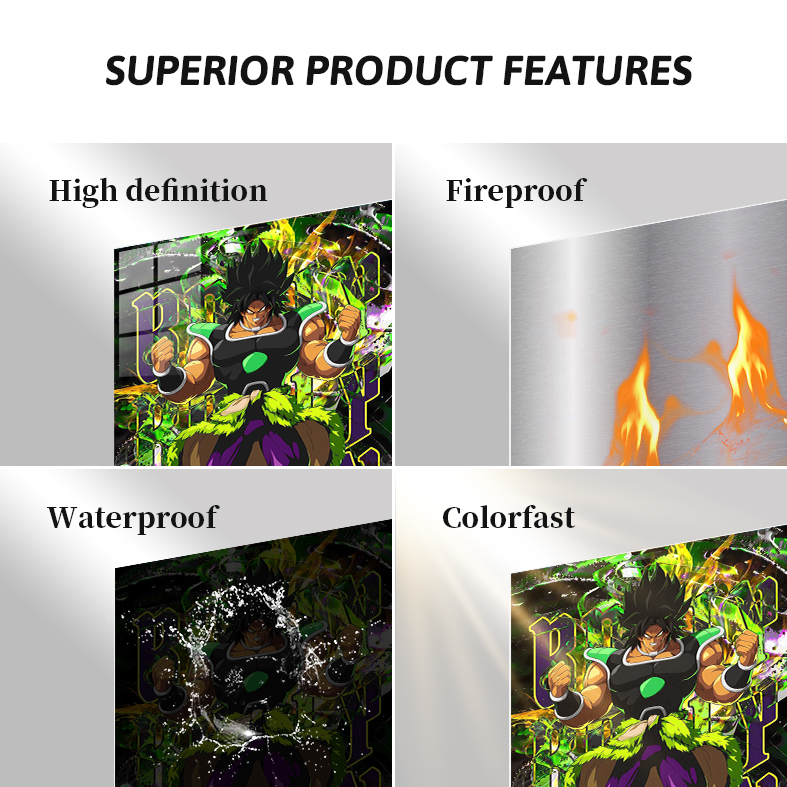 SUPERIOR PRODUCT FEATURES
High definition
Fireproof
Waterproof
Colorfast